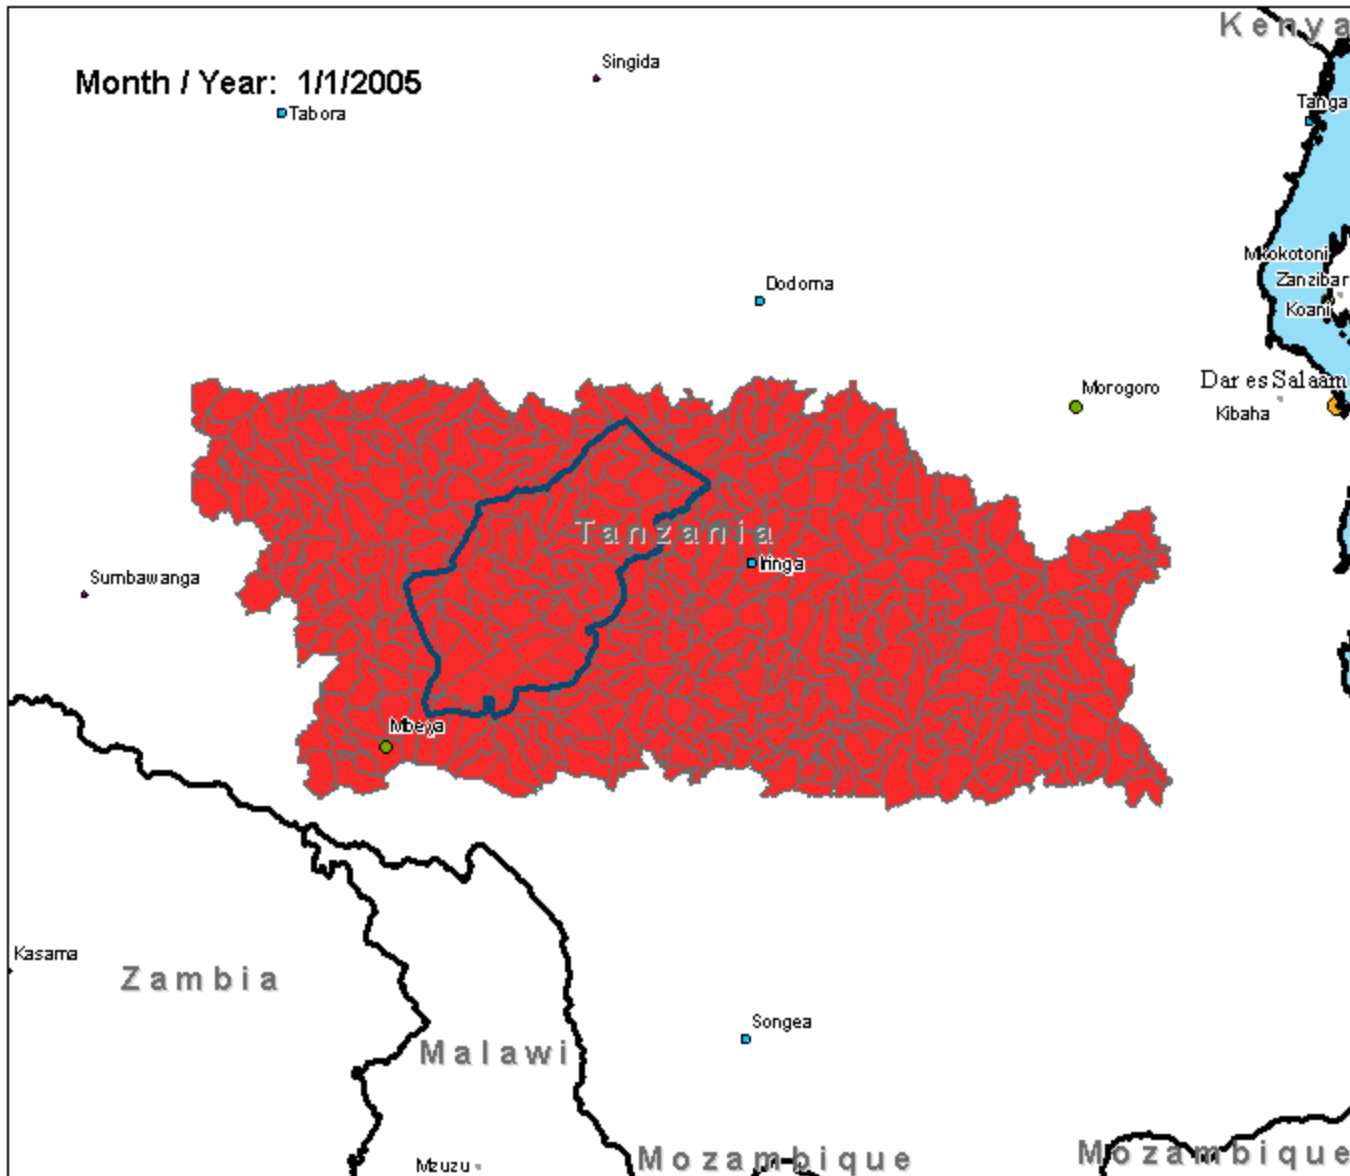 Kenya
Singida
Month / Year: 1/1/2005
Tabora
Tanga
Mkokotoni
Zanzibar
Dodoma
Koani
Dar es Salaam
Morogoro
Kibaha
Tanzania
Iringa
Sumbawanga
Mbeya
Kasama
Zambia
Songea
Malawi
Mozambique
Mozambique
Mzuzu